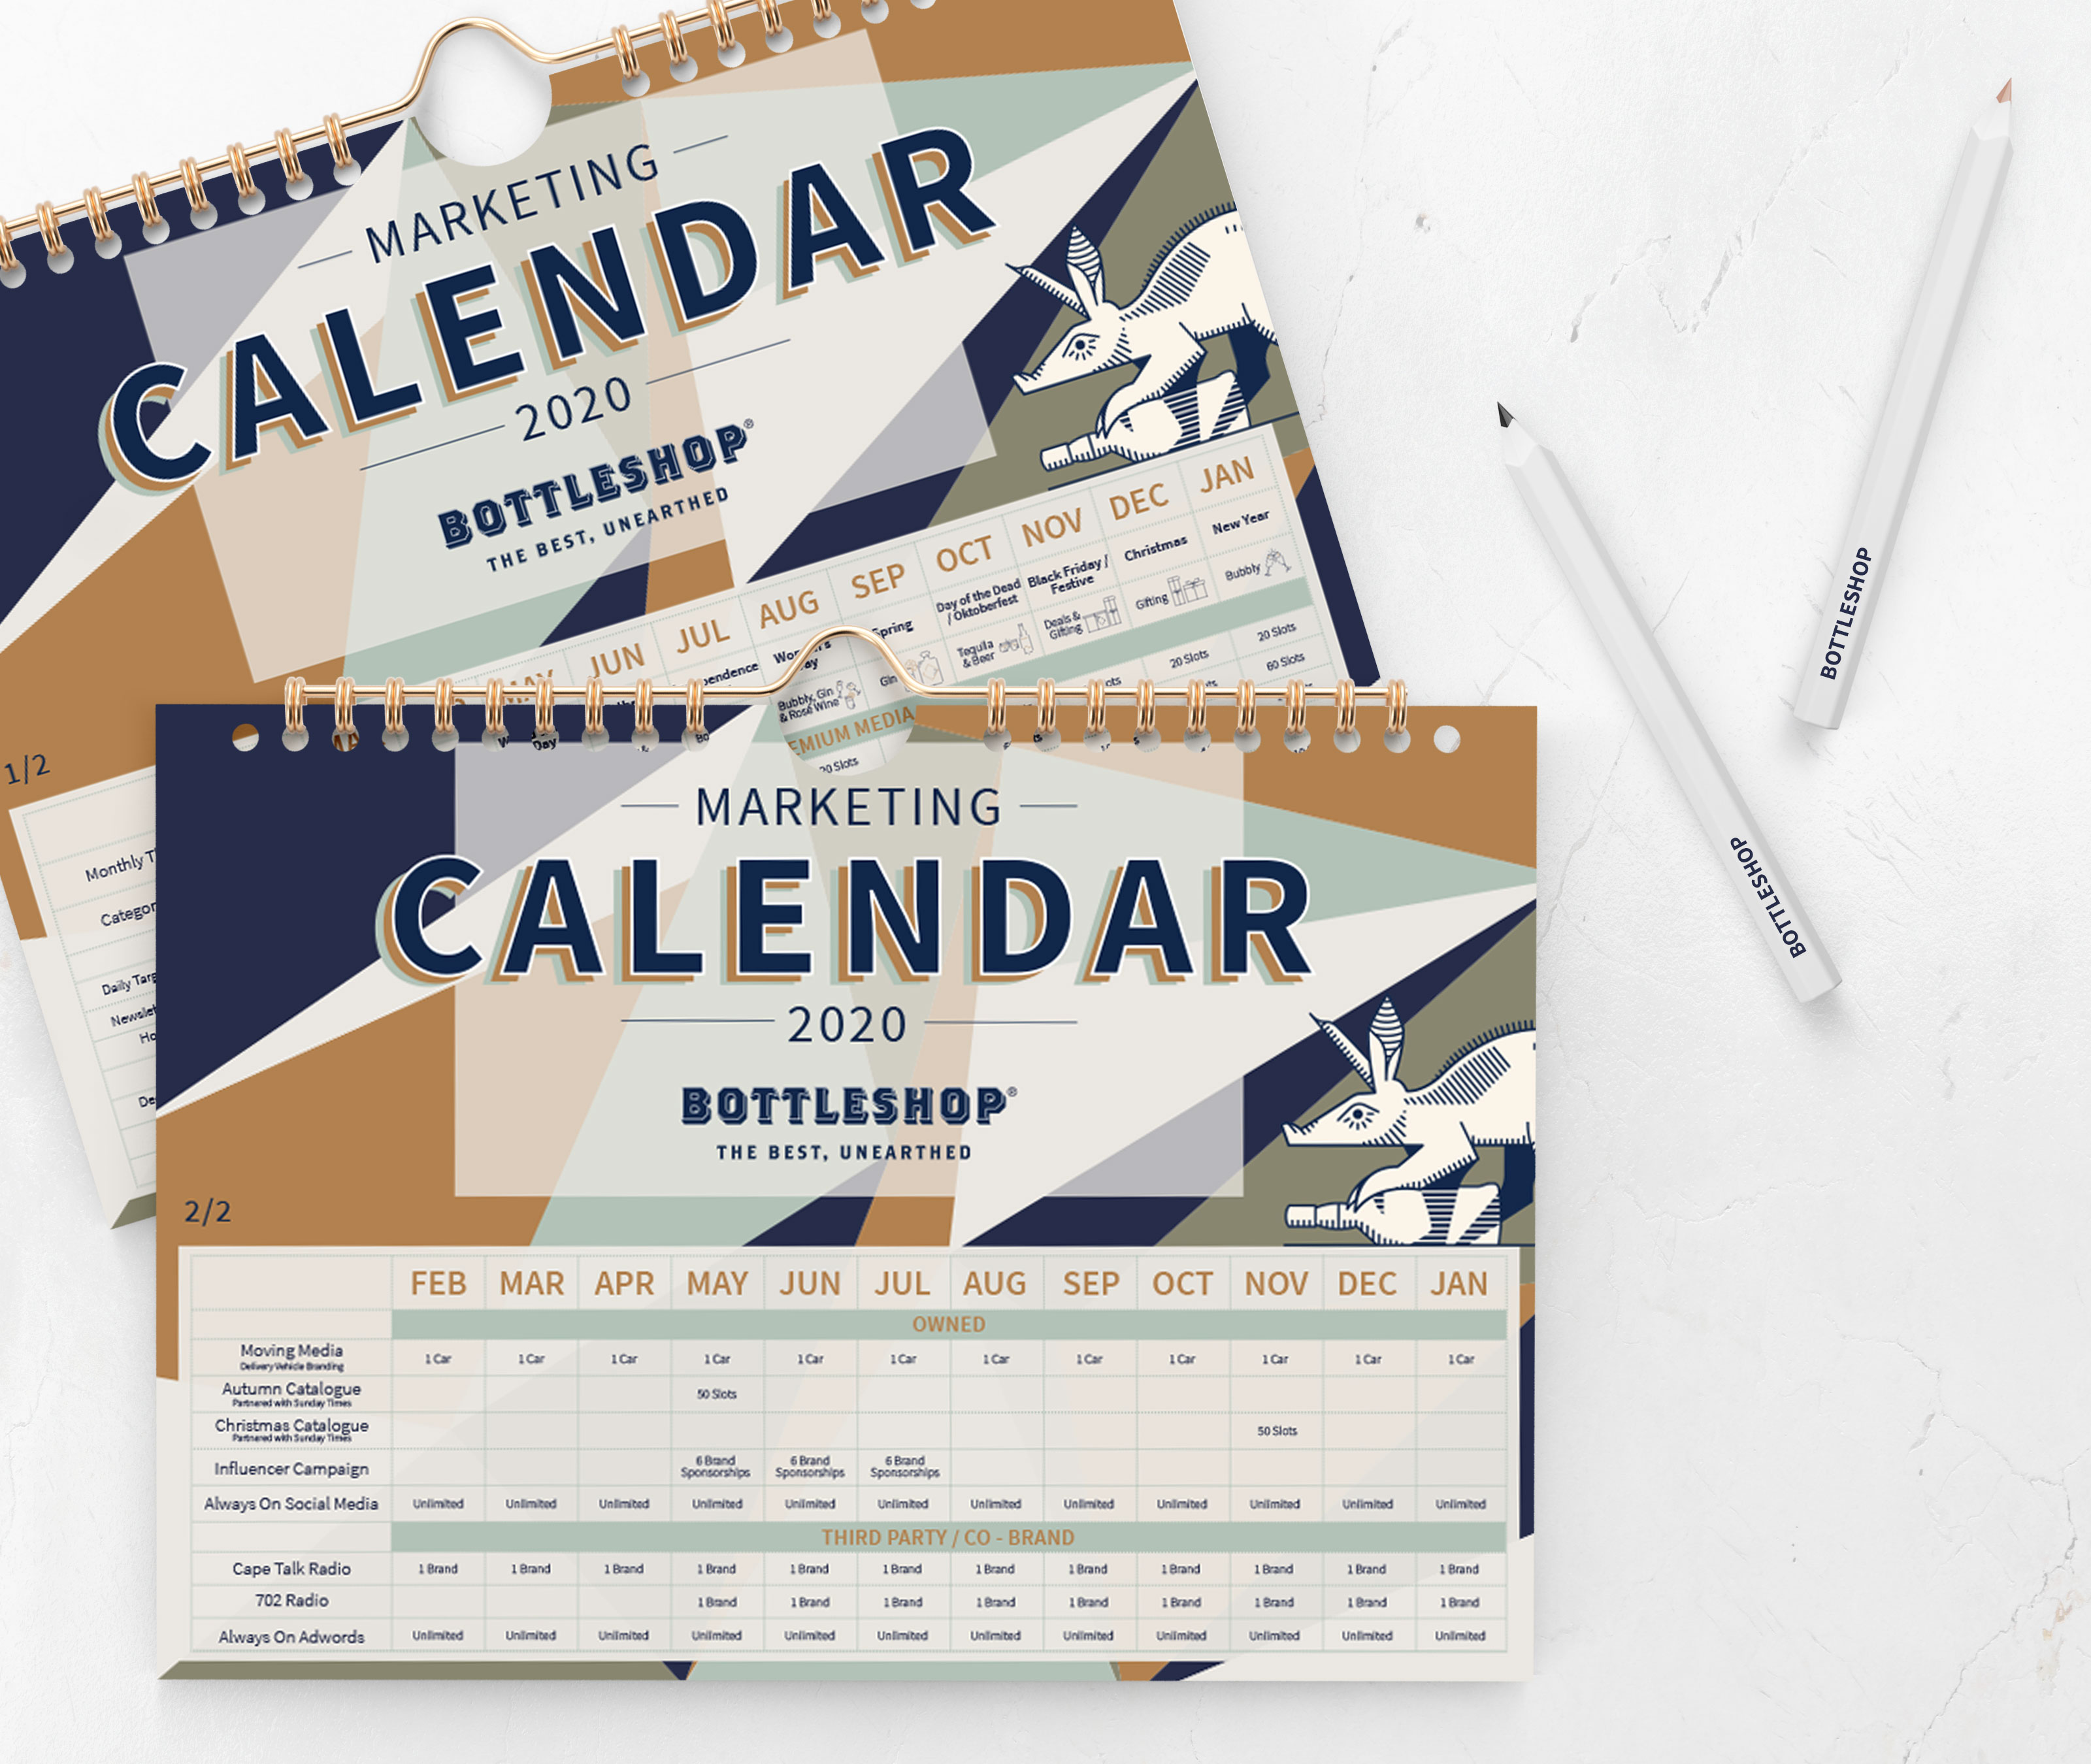 MARKETING
CALENDAR
2020
BOTTLESHOP®
THE BEST, UNEARTHED
JUN JUL AUG SEP OCT NOV DEC JAN
Spring Day of the Dead / Oktoberfest Black Friday / Festive Christmas New Year
Bubbly, Gin & Rosé Wine Gin Tequila & Beer Deals & Gifting Gifting Bubbly
MEDIA
20 Slots 20 Slots 20 Slots
60 Slots
1/2
Monthly
MARKETING
CALENDAR
2020
BOTTLESHOP®
THE BEST, UNEARTHED
2/2
FEB MAR APR MAY JUN JUL AUG SEP OCT NOV DEC JAN
OWNED
Moving Media 1 Car 1 Car 1 Car 1 Car 1 Car 1 Car 1 Car 1 Car 1 Car 1 Car 1 Car 1 Car
Delivery Vehicle Branding
Autumn Catalogue 50 Slots
Partnered with Sunday Times
Christmas Catalogue 50 Slots
Partnered with Sunday Times
Influencer Campaign 6 Brand Sponsorships 6 Brand Sponsorships 6 Brand Sponsorships
Always On Social Media Unlimited Unlimited Unlimited Unlimited Unlimited Unlimited Unlimited Unlimited Unlimited Unlimited Unlimited Unlimited
THIRD PARTY / CO - BRAND
Cape Talk Radio 1 Brand 1 Brand 1 Brand 1 Brand 1 Brand 1 Brand 1 Brand 1 Brand 1 Brand 1 Brand 1 Brand 1 Brand
702 Radio 1 Brand 1 Brand 1 Brand 1 Brand 1 Brand 1 Brand 1 Brand 1 Brand 1 Brand
Always On Adwords Unlimited Unlimited Unlimited Unlimited Unlimited Unlimited Unlimited Unlimited Unlimited Unlimited Unlimited Unlimited
BOTTLESHOP
BOTTLESHOP